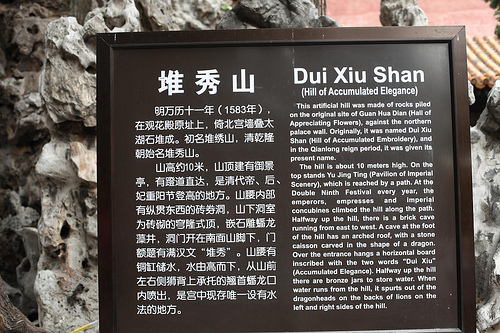 堆秀山
明万历十一年（1583年），
在观花殿原址上，倚北宫墙叠太
湖石堆成。初名堆绣山，清乾隆
朝始名堆秀山。
山高约10米，山顶建有御景
亭，有露道直达，是清代帝、后
妃重阳节登高的地方。山腰内部
有纵贯东西的砖券洞，山下洞室
为砖砌的穹隆式顶，嵌石雕蟠龙
藻井，洞门开在南面山脚下，门
额题有满汉文“堆秀”。山腰有
铜缸储水，水由高而下，从山前
左右侧狮背上承托的翘首蟠龙口
内喷出，是宫中现存唯一设有水
法的地方。
Dui Xiu Shan
(Hill of Accumulated Elegance)
This artificial hill was made of rocks piled
on the original site of Guan Hua Dian (Hall of
Appreciating Flowers), against the northern
palace wall. Originally, it was named Dui Xiu
Shan (Hill of Accumulated Embroidery), and
in the Qianlong reign period, it was given its
present name.
The hill is about 10 meters high. On the
top stands Yu Jing Ting (Pavilion of Imperial
Scenery), which is reached by a path. At the
Double Ninth Festival every year, the
emperors, empresses and imperial
concubines climbed the hill along the path.
Halfway up the hill, there is a brick cave
running from east to west. A cave at the foot
of the hill has an arched roof, with a stone
caisson carved in the shape of a dragon.
Over the entrance hangs a horizontal board
inscribed with the two words "Dui Xiu"
(Accumulated Elegance). Halfway up the hill
there are bronze jars to store water. When
water runs from the hill, it spurts out of the
dragonheads on the backs of lions on the
left and right sides of the hill.